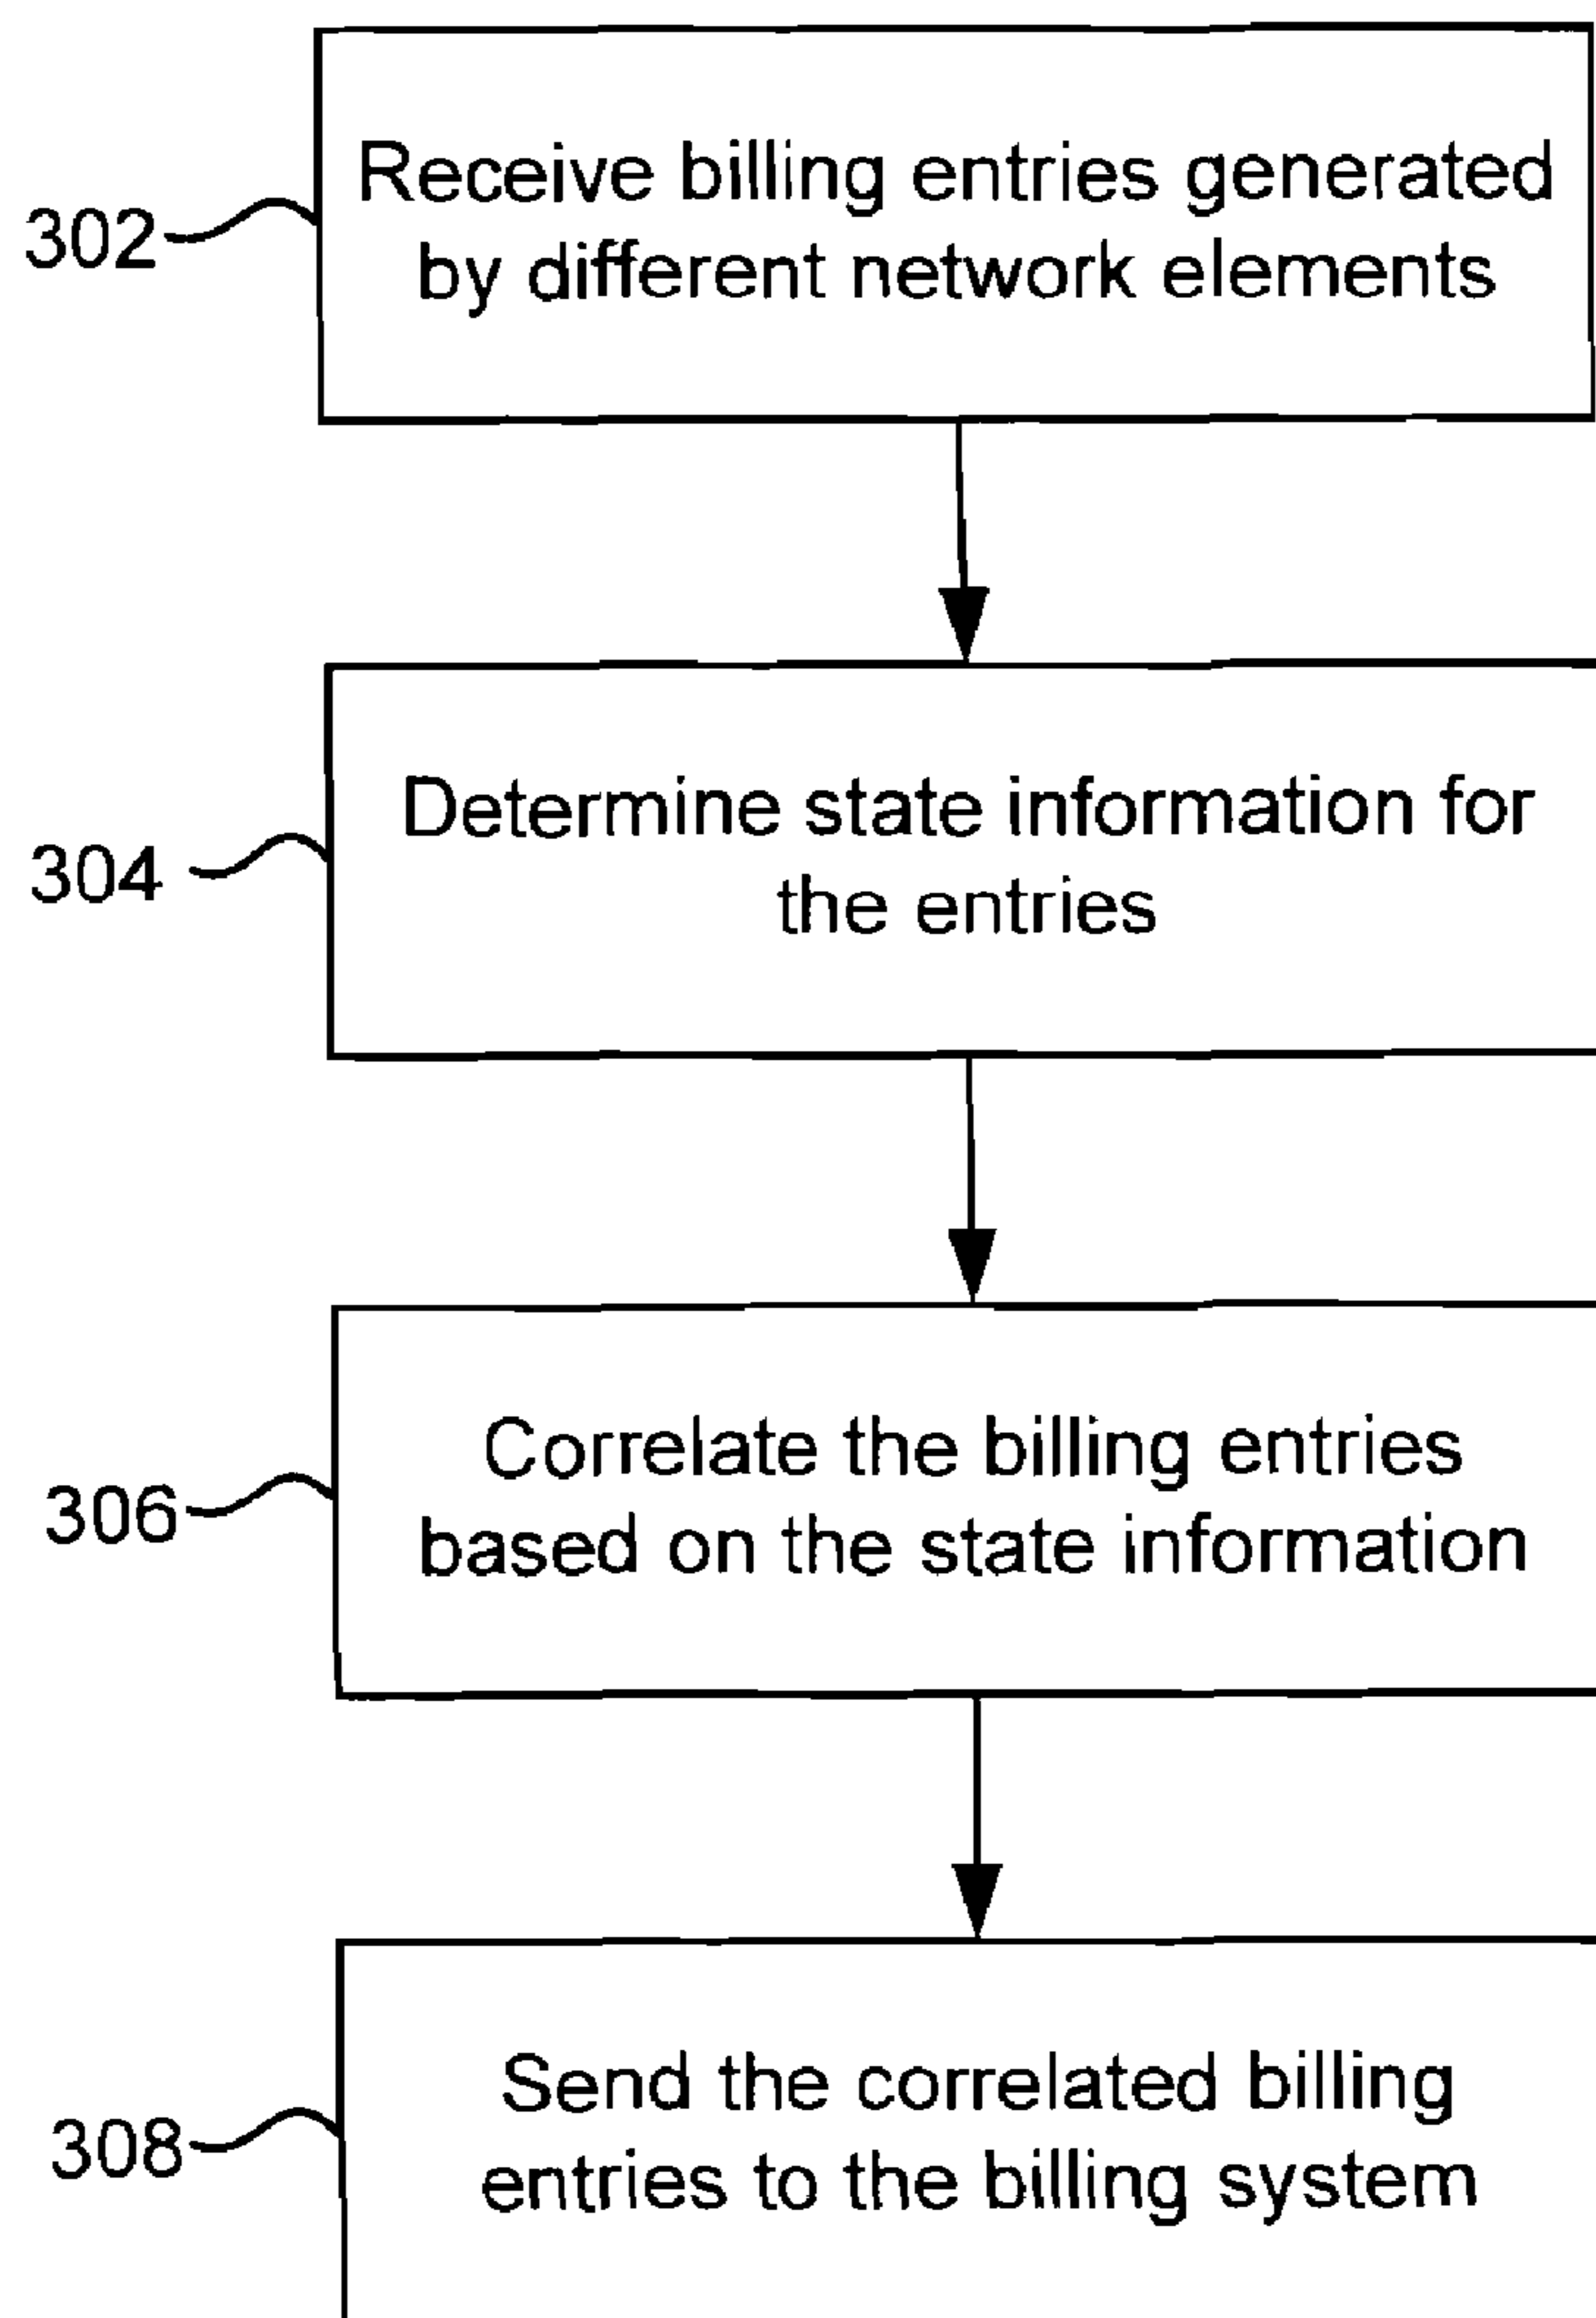 302
Receive billing entries generated
by different network elements
304
Determine state information for
the entries
306
Correlate the billing entries
based on the state information
308
Send the correlated billing
entries to the billing system